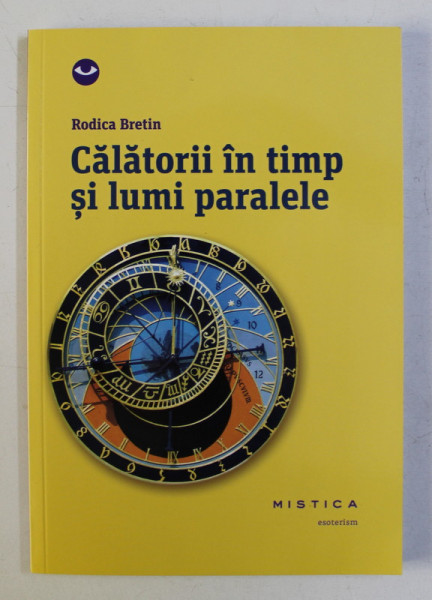 Rodica Bretin
Călătorii în timp
și lumi paralele
MISTICA
esoterism